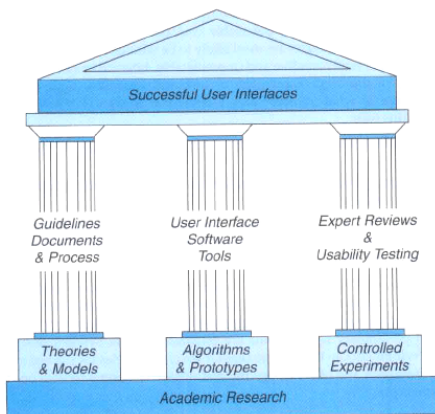 Successful User Interfaces
Guidelines
Documents
& Process
User Interface
Software
Tools
Expert Reviews
&
Usability Testing
Theories
& Models
Algorithms
& Prototypes
Controlled
Experiments
Academic Research